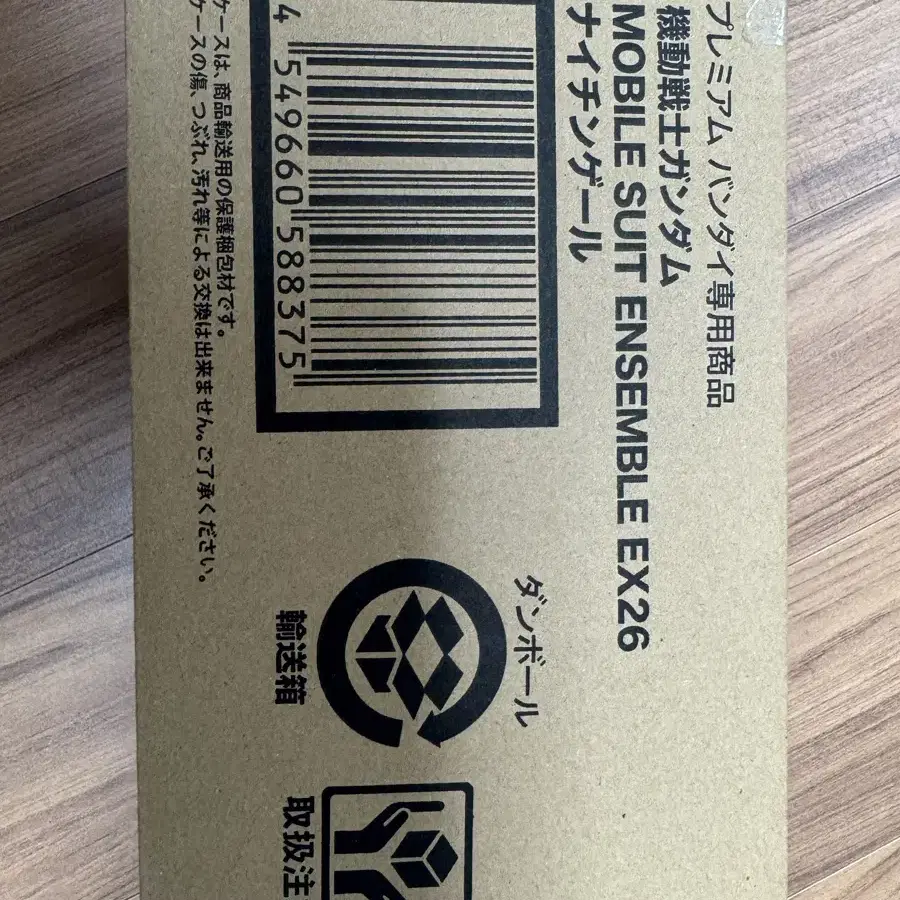 プレミアム バンダイ専用商品
機動戦士ガンダム
MOBILE SUIT ENSEMBLE EX26
ナイチンゲール
4 549660 588375
ケースは、商品輸送用の保護梱包材です。
ケースの傷、つぶれ、汚れ等による交換は出来ません。ご了承ください。
ダンボール
輸送箱
取扱注